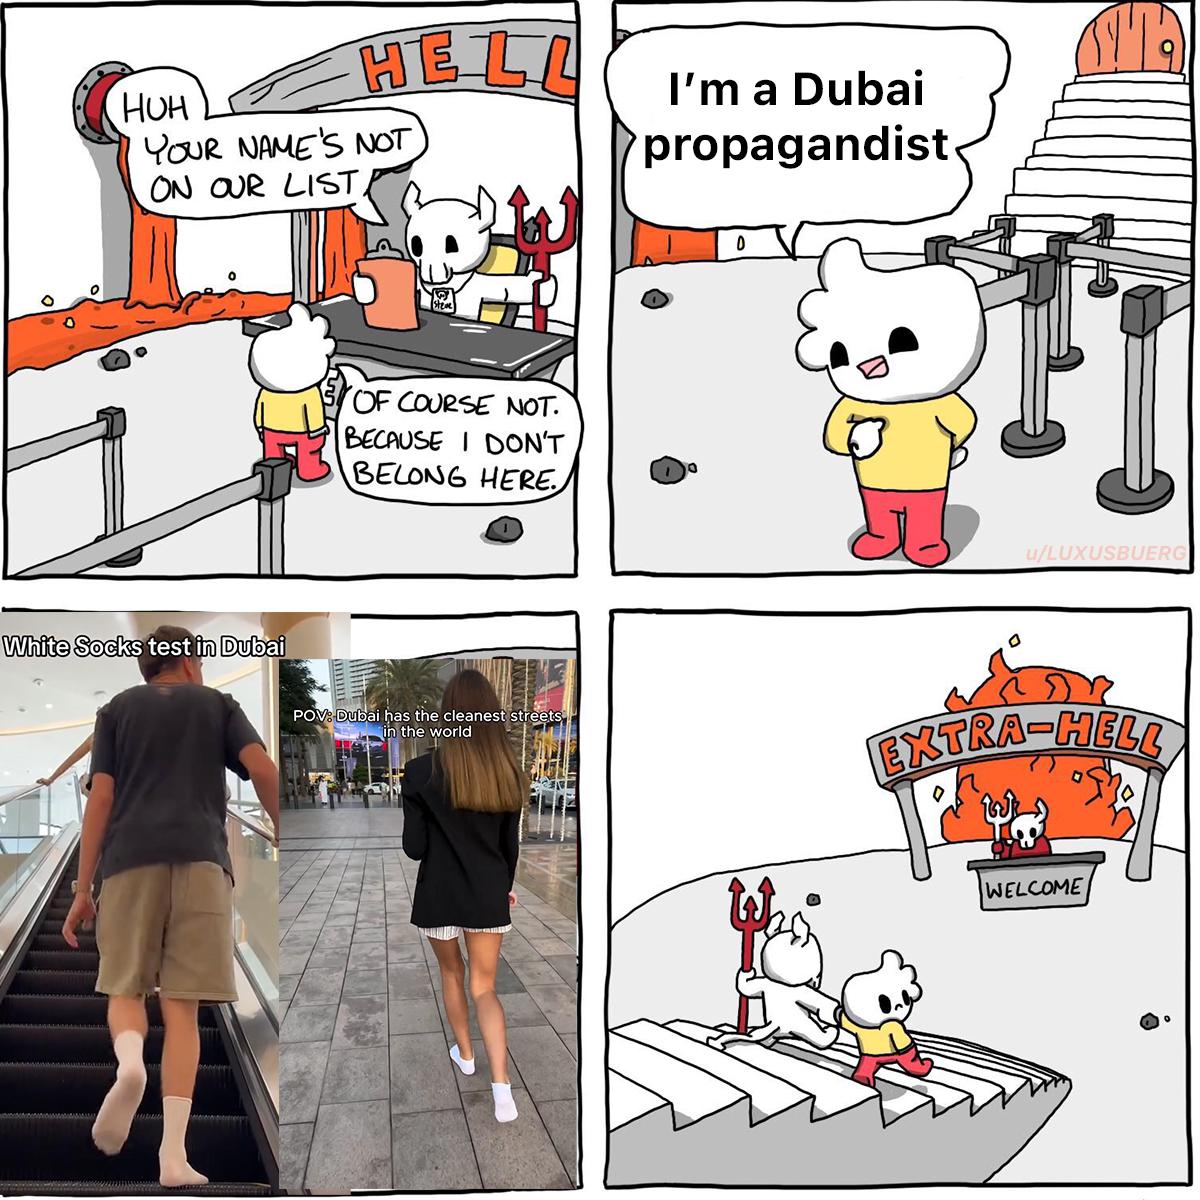 HELL
HUH
YOUR NAME'S NOT
ON OUR LIST
Steve
OF COURSE NOT.
BECAUSE I DON'T
BELONG HERE.
I'm a Dubai
propagandist
u/LUXUSBUERG
White Socks test in Dubai
POV: Dubai has the cleanest streets
in the world
EXTRA-HELL
WELCOME